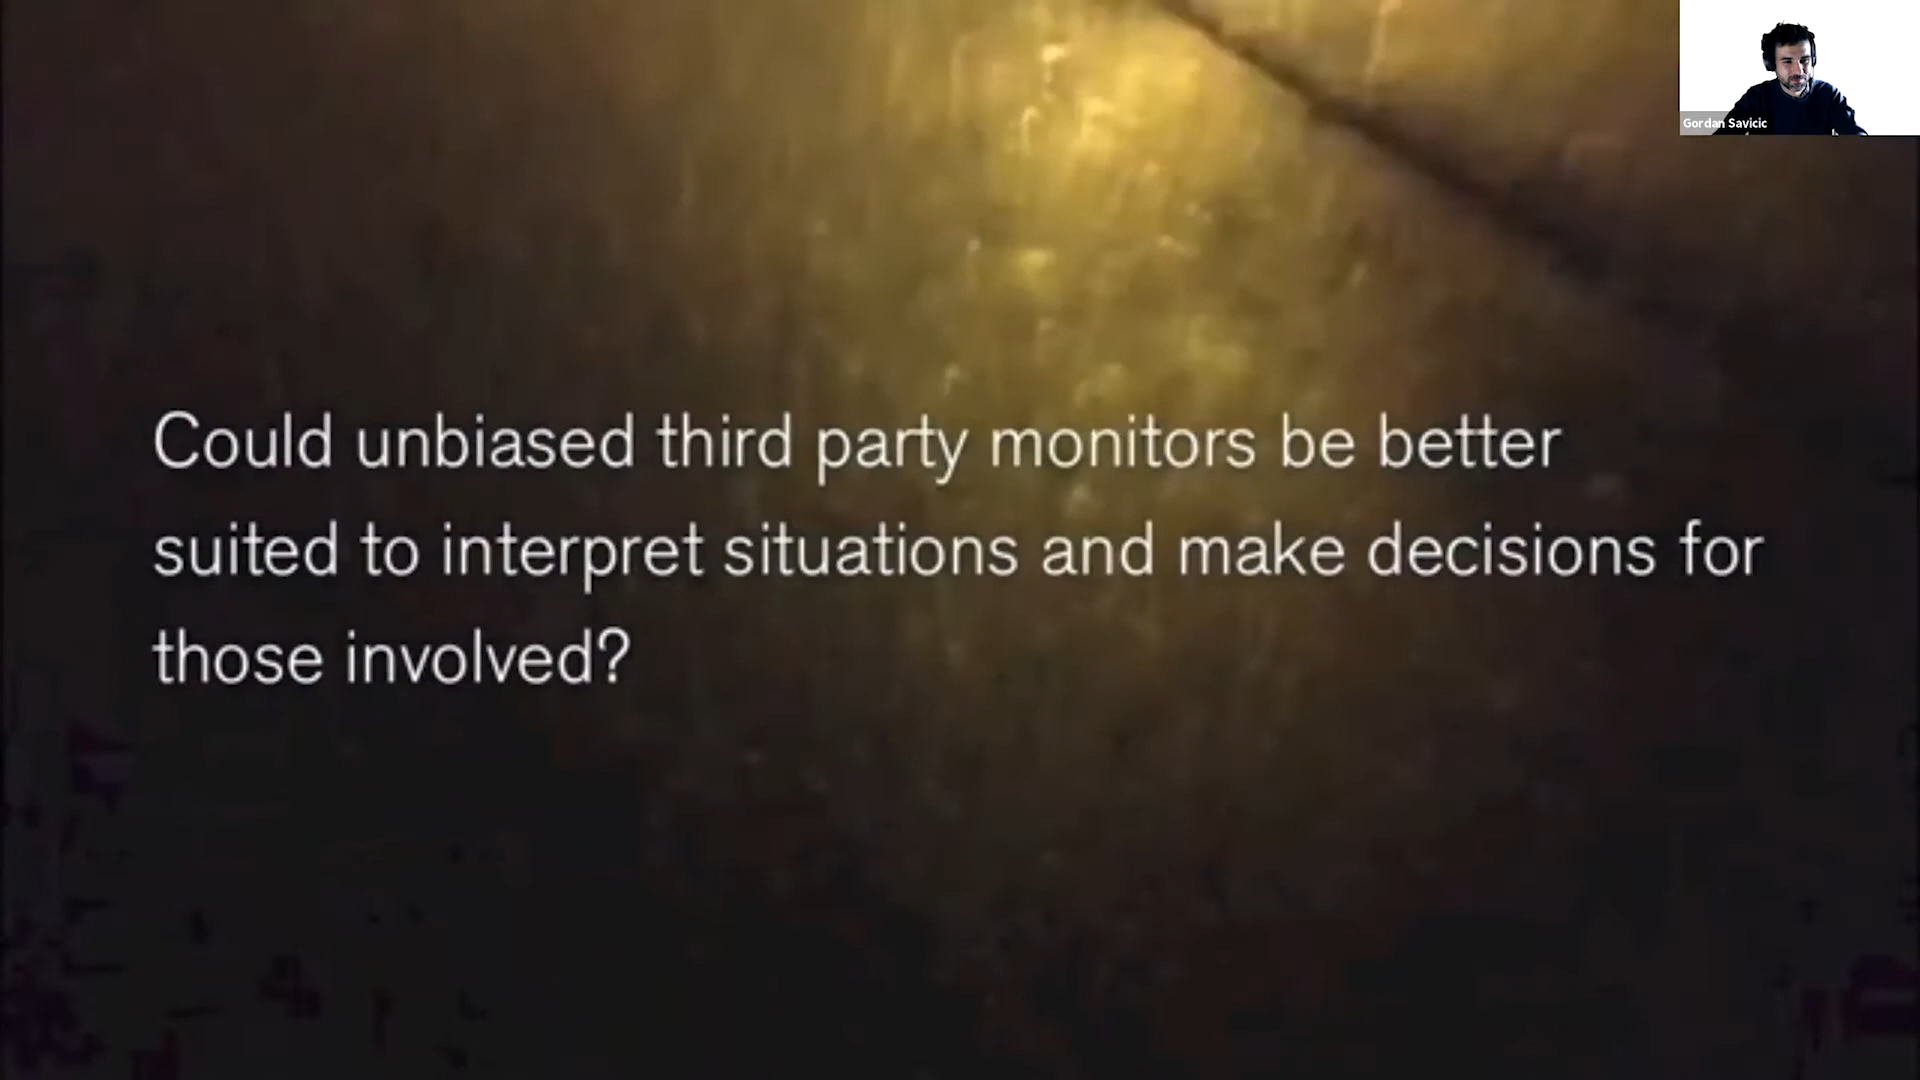 Gordan Savicic
Could unbiased third party monitors be better
suited to interpret situations and make decisions for
those involved?